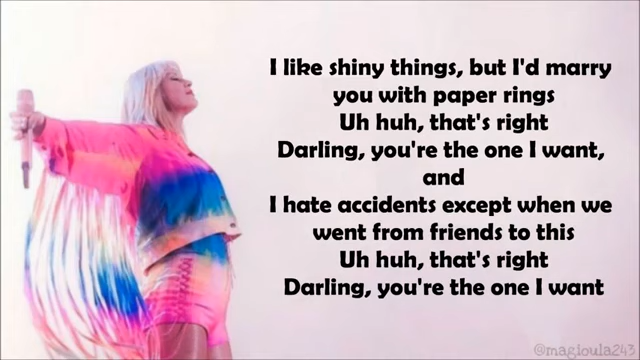 I like shiny things, but I'd marry
you with paper rings
Uh huh, that's right
Darling, you're the one I want,
and
I hate accidents except when we
went from friends to this
Uh huh, that's right
Darling, you're the one I want
@magioula243